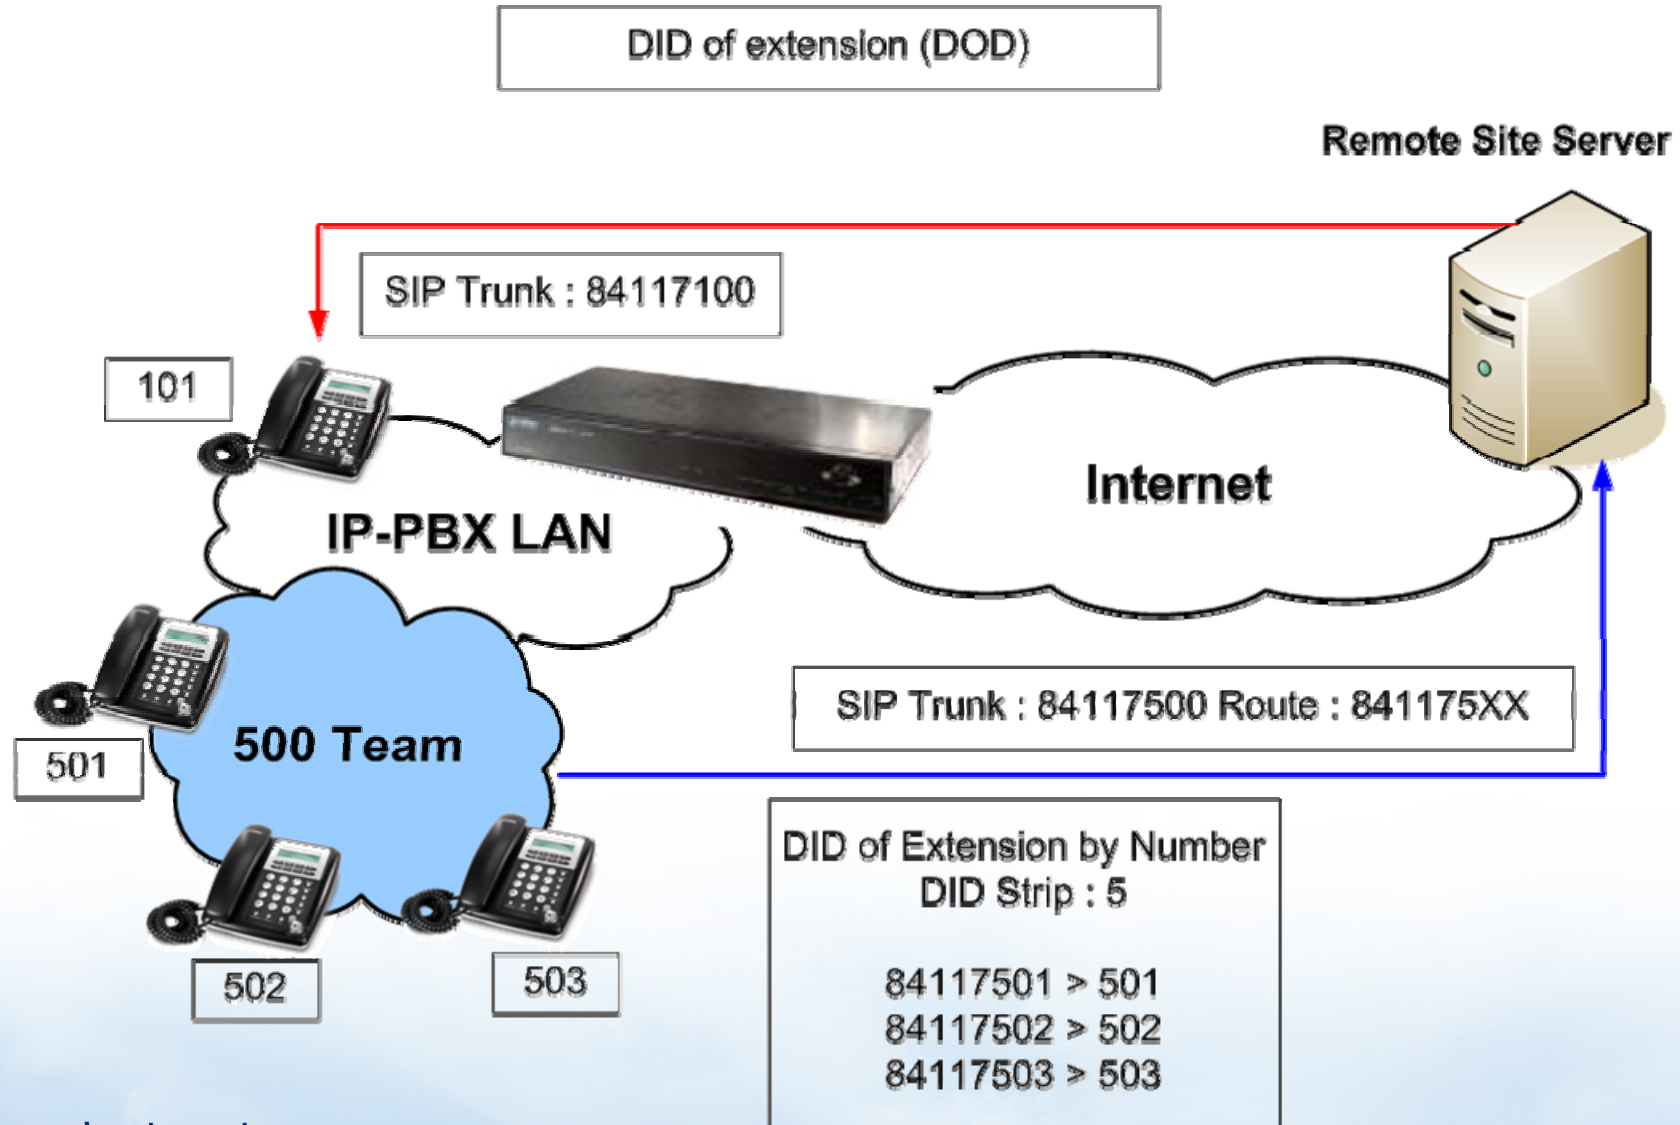 DID of extension (DOD)
Remote Site Server
SIP Trunk : 84117100
101
Internet
IP-PBX LAN
SIP Trunk : 84117500 Route : 841175XX
500 Team
501
DID of Extension by Number
DID Strip : 5
502
503
84117501 > 501
84117502 > 502
84117503 > 503